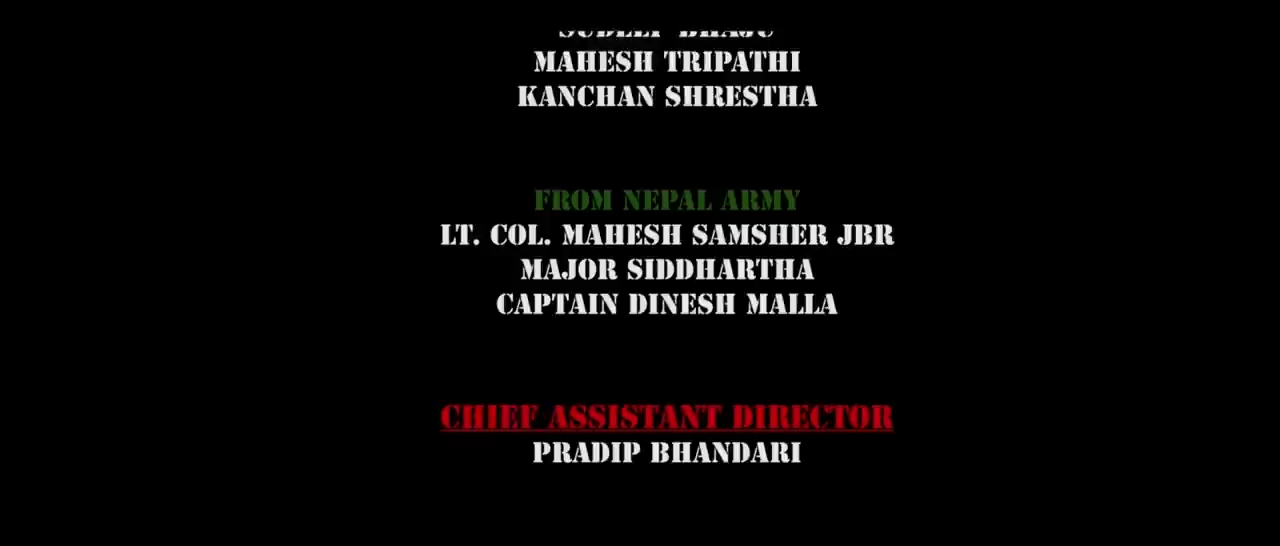 MAHESH TRIPATHI
KANCHAN SHRESTHA
FROM NEPAL ARMY
LT. COL. MAHESH SAMSHER JBR
MAJOR SIDDHARTHA
CAPTAIN DINESH MALLA
CHIEF ASSISTANT DIRECTOR
PRADIP BHANDARI